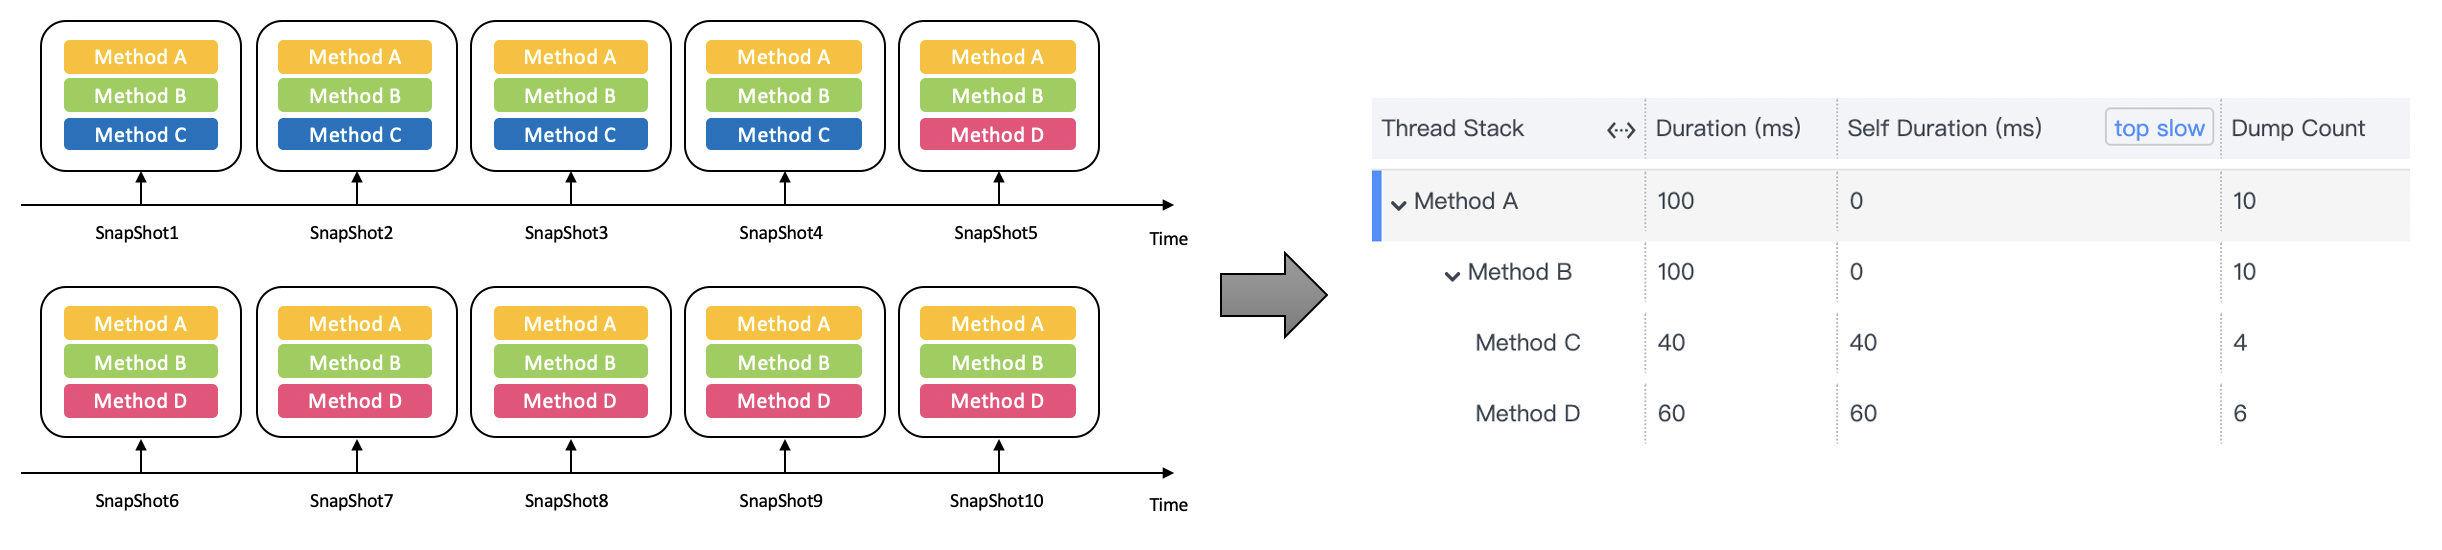 Method A Method A Method A Method A Method A
Method B Method B Method B Method B Method B
Method C Method C Method C Method C Method D
SnapShot1 SnapShot2 SnapShot3 SnapShot4 SnapShot5
Time
Method A Method A Method A Method A Method A
Method B Method B Method B Method B Method B
Method D Method D Method D Method D Method D
SnapShot6 SnapShot7 SnapShot8 SnapShot9 SnapShot10
Time
Thread Stack Duration (ms) Self Duration (ms) top slow Dump Count
Method A 100 0 10
Method B 100 0 10
Method C 40 40 4
Method D 60 60 6